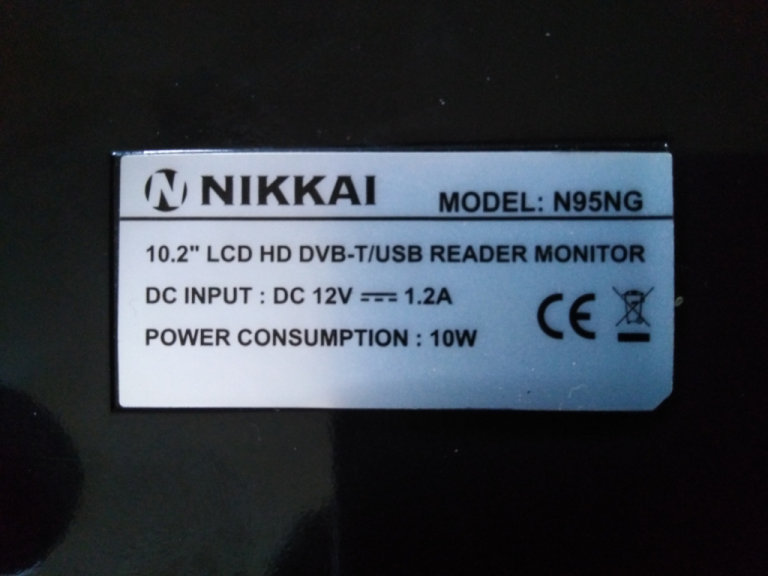 N NIKKAI MODEL: N95NG
10.2" LCD HD DVB-T/USB READER MONITOR
DC INPUT : DC 12V ⎓ 1.2A
POWER CONSUMPTION : 10W
CE